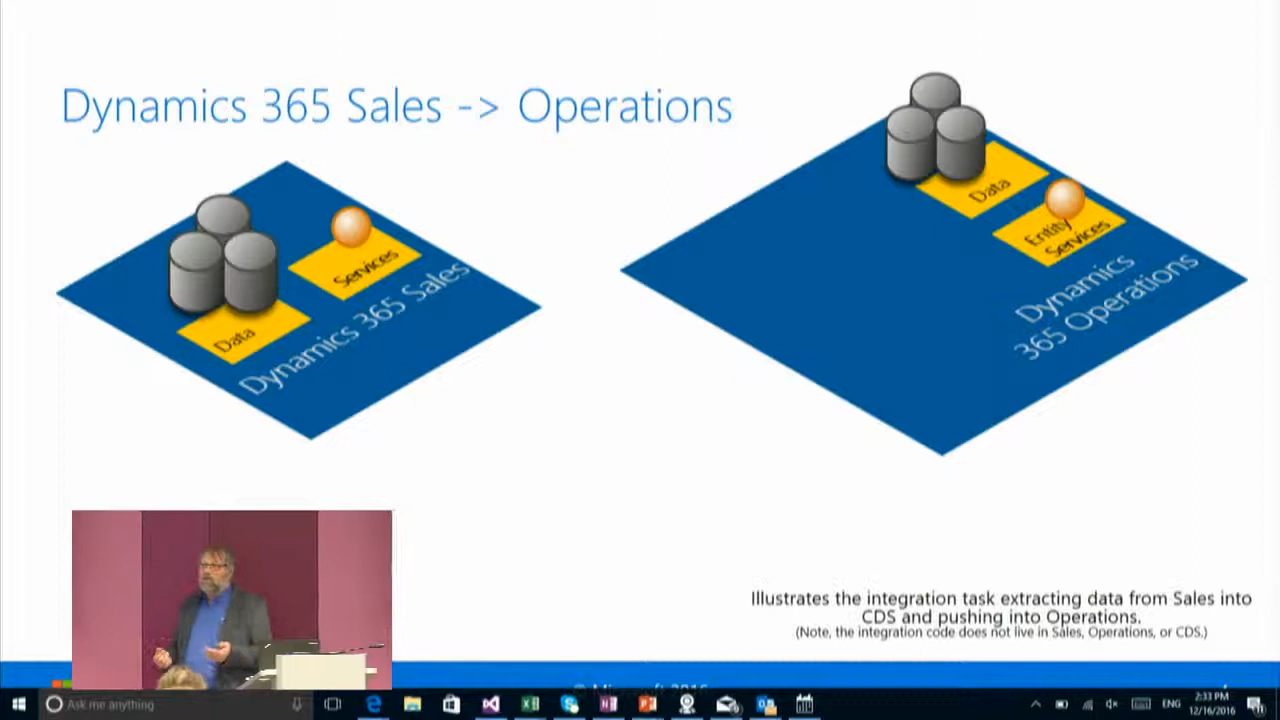 Dynamics 365 Sales -> Operations
Data
Services
Dynamics 365 Sales
Data
Entity
Services
Dynamics
365 Operations
Illustrates the integration task extracting data from Sales into
CDS and pushing into Operations.
(Note, the integration code does not live in Sales, Operations, or CDS.)
Ask me anything
ENG
2:33 PM
12/16/2016